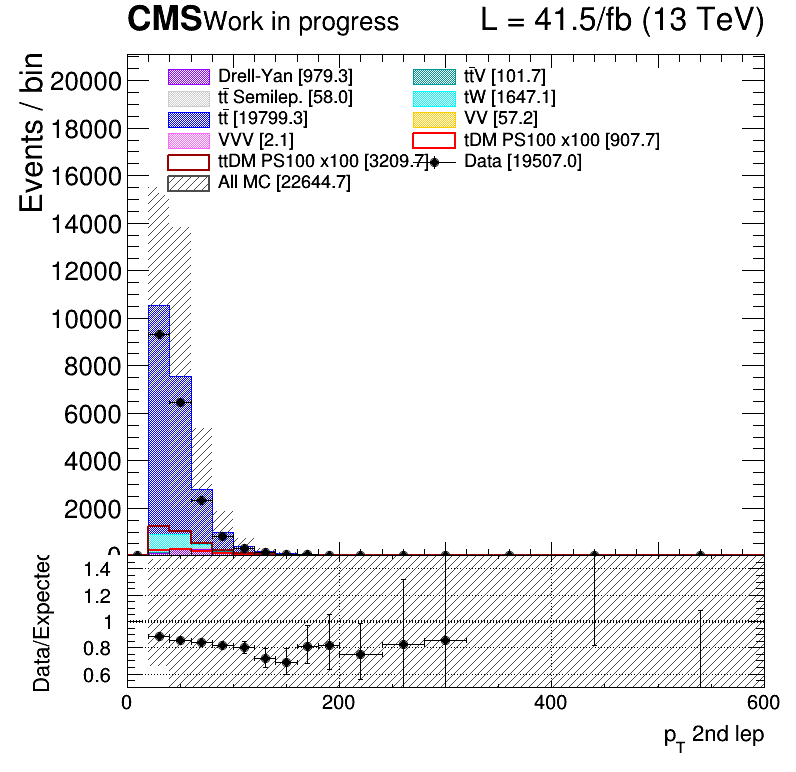 CMS Work in progress L = 41.5/fb (13 TeV)
Events / bin
20000
18000
16000
14000
12000
10000
8000
6000
4000
2000
0
Drell-Yan [979.3]
tt̄V [101.7]
tt̄ Semilep. [58.0]
tW [1647.1]
tt̄ [19799.3]
VV [57.2]
VVV [2.1]
tDM PS100 x100 [907.7]
ttDM PS100 x100 [3209.7]
Data [19507.0]
All MC [22644.7]
Data/Expected
1.4
1.2
1
0.8
0.6
0 200 400 600
p_T 2nd lep